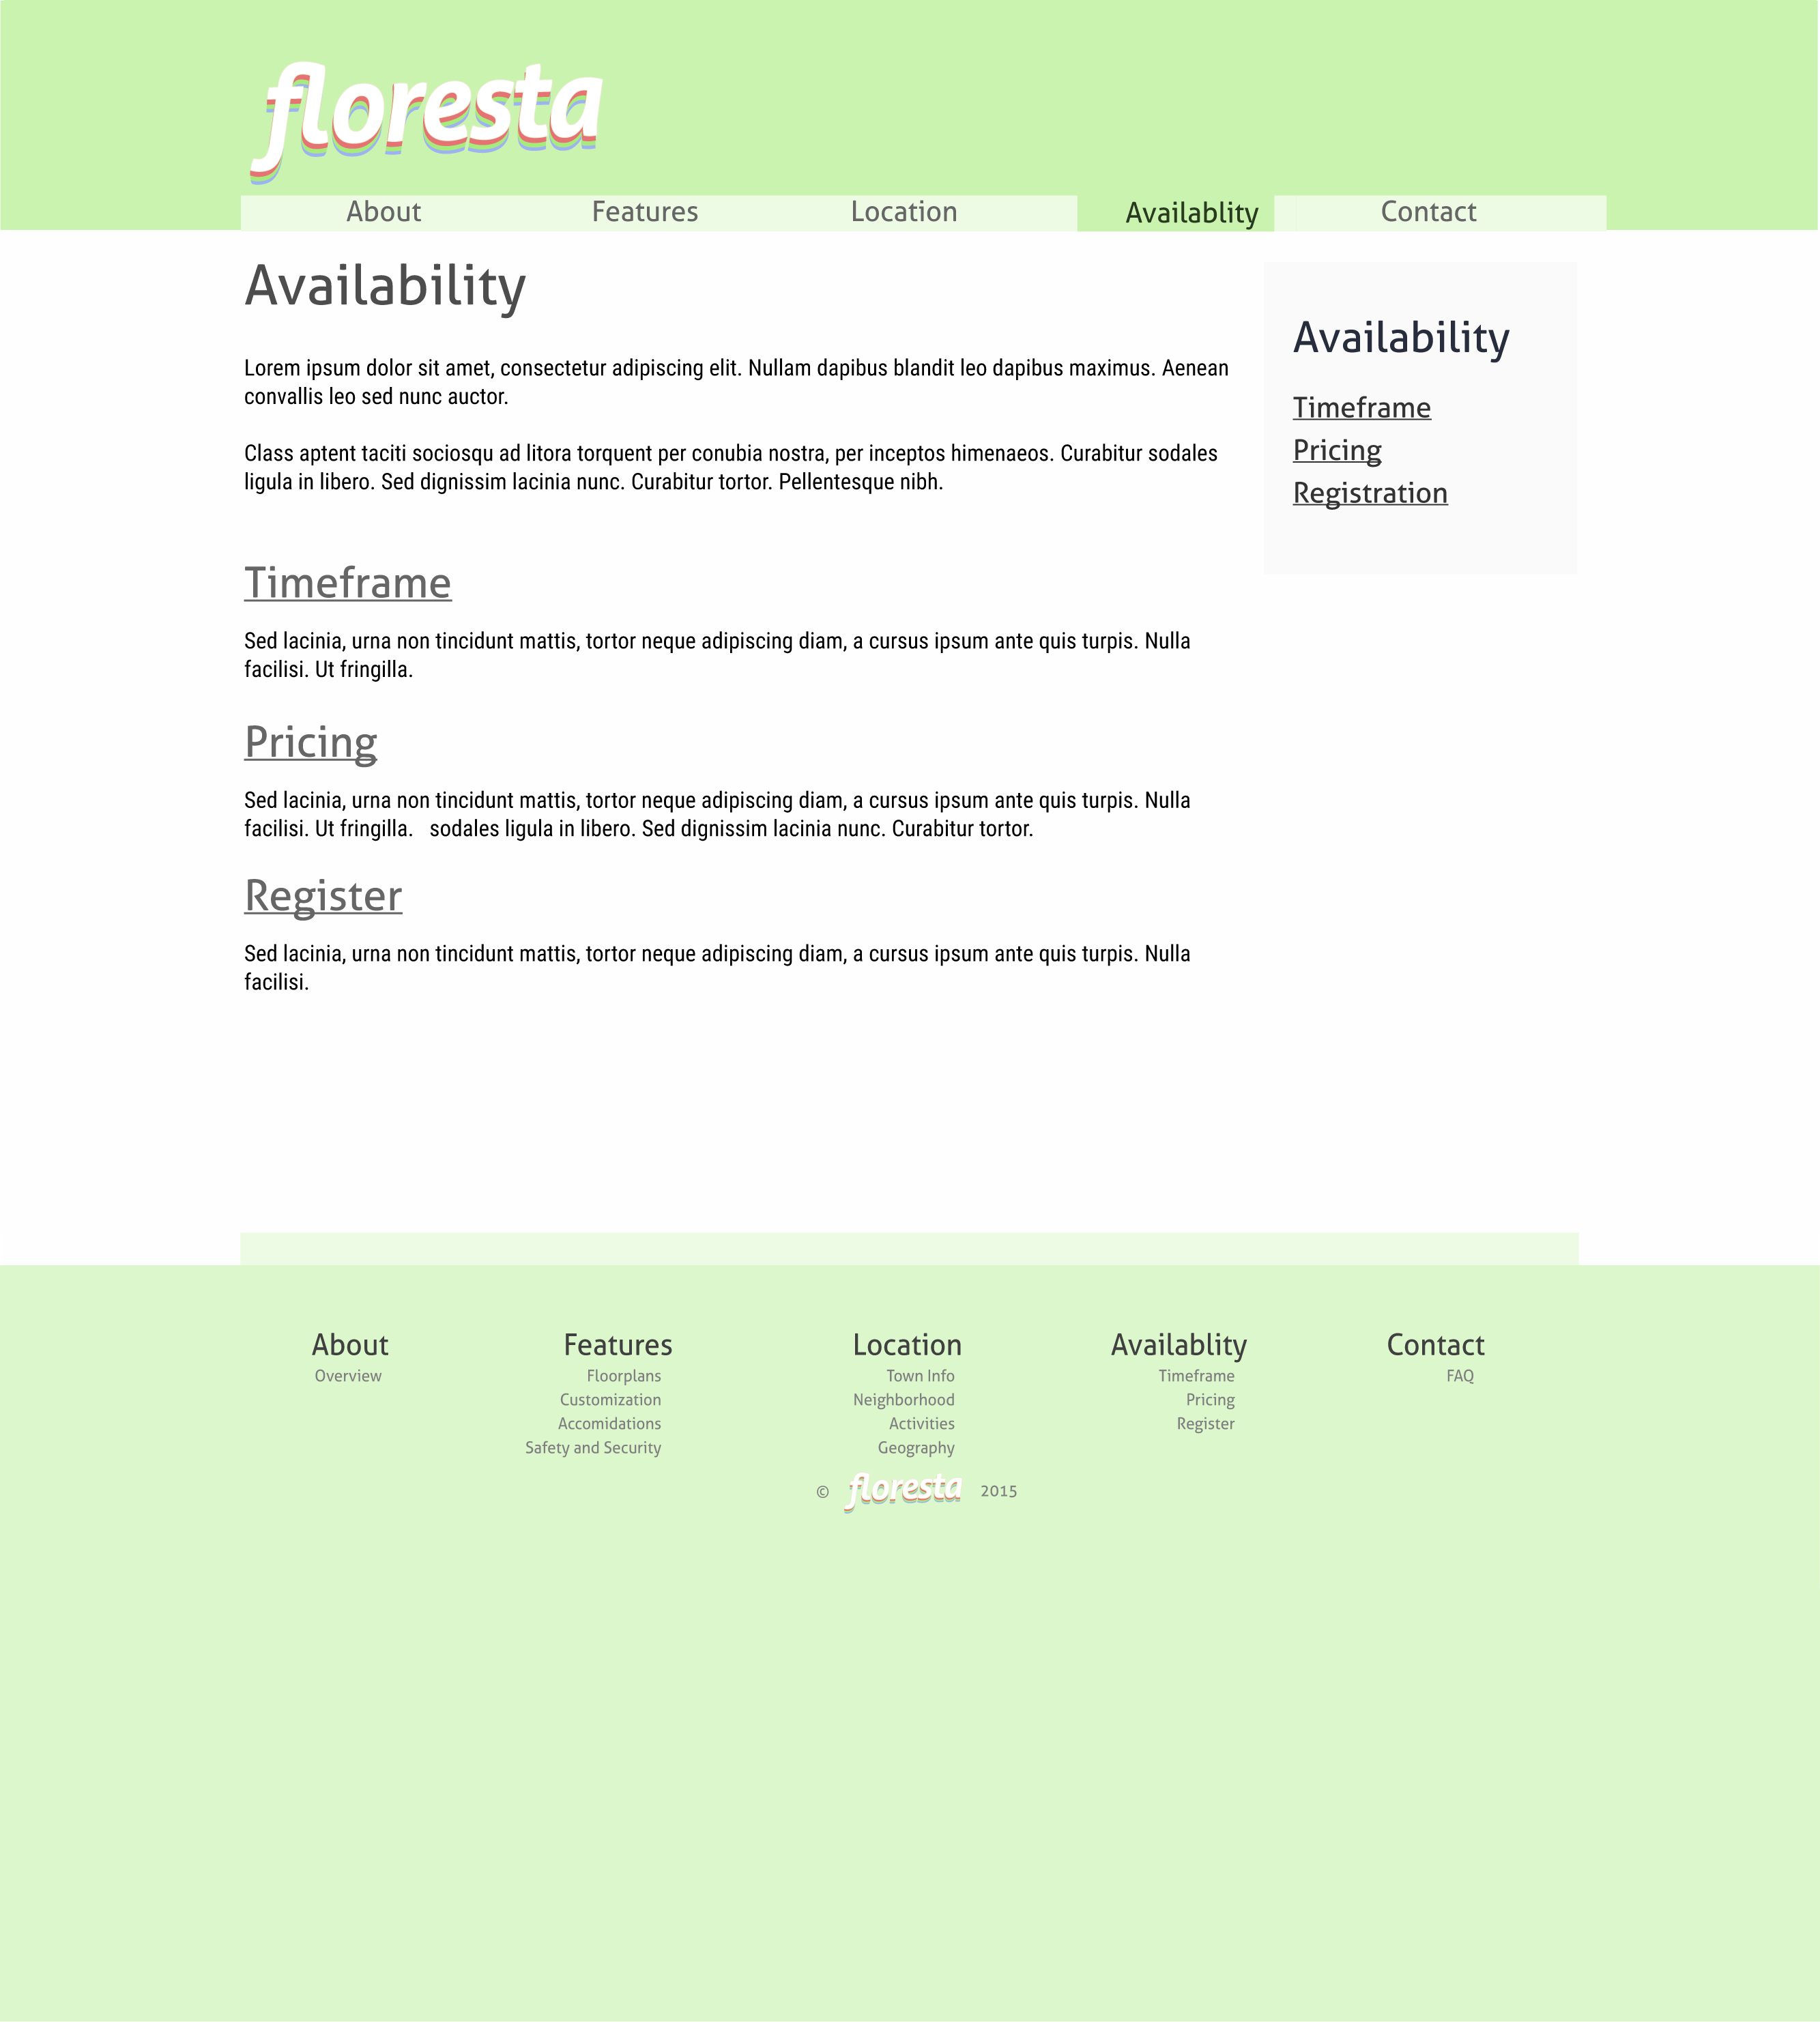 floresta
About Features Location Availablity Contact
Availability
Lorem ipsum dolor sit amet, consectetur adipiscing elit. Nullam dapibus blandit leo dapibus maximus. Aenean
convallis leo sed nunc auctor.
Class aptent taciti sociosqu ad litora torquent per conubia nostra, per inceptos himenaeos. Curabitur sodales
ligula in libero. Sed dignissim lacinia nunc. Curabitur tortor. Pellentesque nibh.
Timeframe
Sed lacinia, urna non tincidunt mattis, tortor neque adipiscing diam, a cursus ipsum ante quis turpis. Nulla
facilisi. Ut fringilla.
Pricing
Sed lacinia, urna non tincidunt mattis, tortor neque adipiscing diam, a cursus ipsum ante quis turpis. Nulla
facilisi. Ut fringilla. sodales ligula in libero. Sed dignissim lacinia nunc. Curabitur tortor.
Register
Sed lacinia, urna non tincidunt mattis, tortor neque adipiscing diam, a cursus ipsum ante quis turpis. Nulla
facilisi.
Availability
Timeframe
Pricing
Registration
About
Overview
Features
Floorplans
Customization
Accomidations
Safety and Security
Location
Town Info
Neighborhood
Activities
Geography
Availablity
Timeframe
Pricing
Register
Contact
FAQ
© floresta 2015